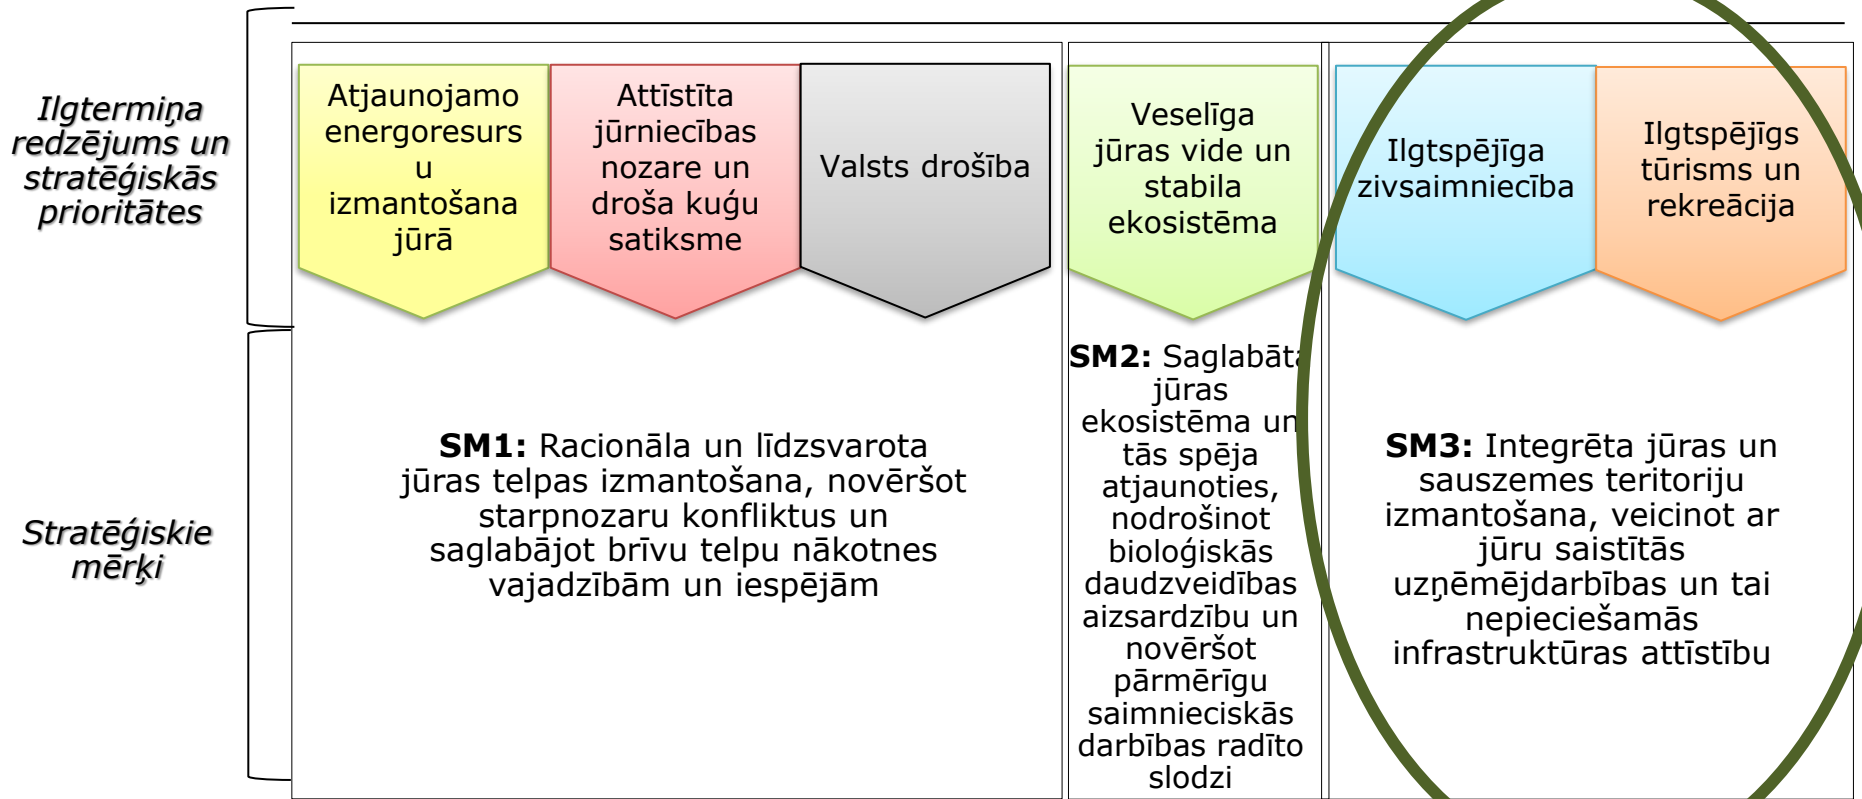 Ilgtermiņa
redzējums un
stratēģiskās
prioritātes
Atjaunojamo
energoresurs
u
izmantošana
jūrā
Attīstīta
jūrniecības
nozare un
droša kuģu
satiksme
Valsts drošība
Veselīga
jūras vide un
stabila
ekosistēma
Ilgtspējīga
zivsaimniecība
Ilgtspējīgs
tūrisms un
rekreācija
Stratēģiskie
mērķi
SM1: Racionāla un līdzsvarota
jūras telpas izmantošana, novēršot
starpnozaru konfliktus un
saglabājot brīvu telpu nākotnes
vajadzībām un iespējām
SM2: Saglabāta
jūras
ekosistēma un
tās spēja
atjaunoties,
nodrošinot
bioloģiskās
daudzveidības
aizsardzību un
novēršot
pārmērīgu
saimnieciskās
darbības radīto
slodzi
SM3: Integrēta jūras un
sauszemes teritoriju
izmantošana, veicinot ar
jūru saistītās
uzņēmējdarbības un tai
nepieciešamās
infrastruktūras attīstību